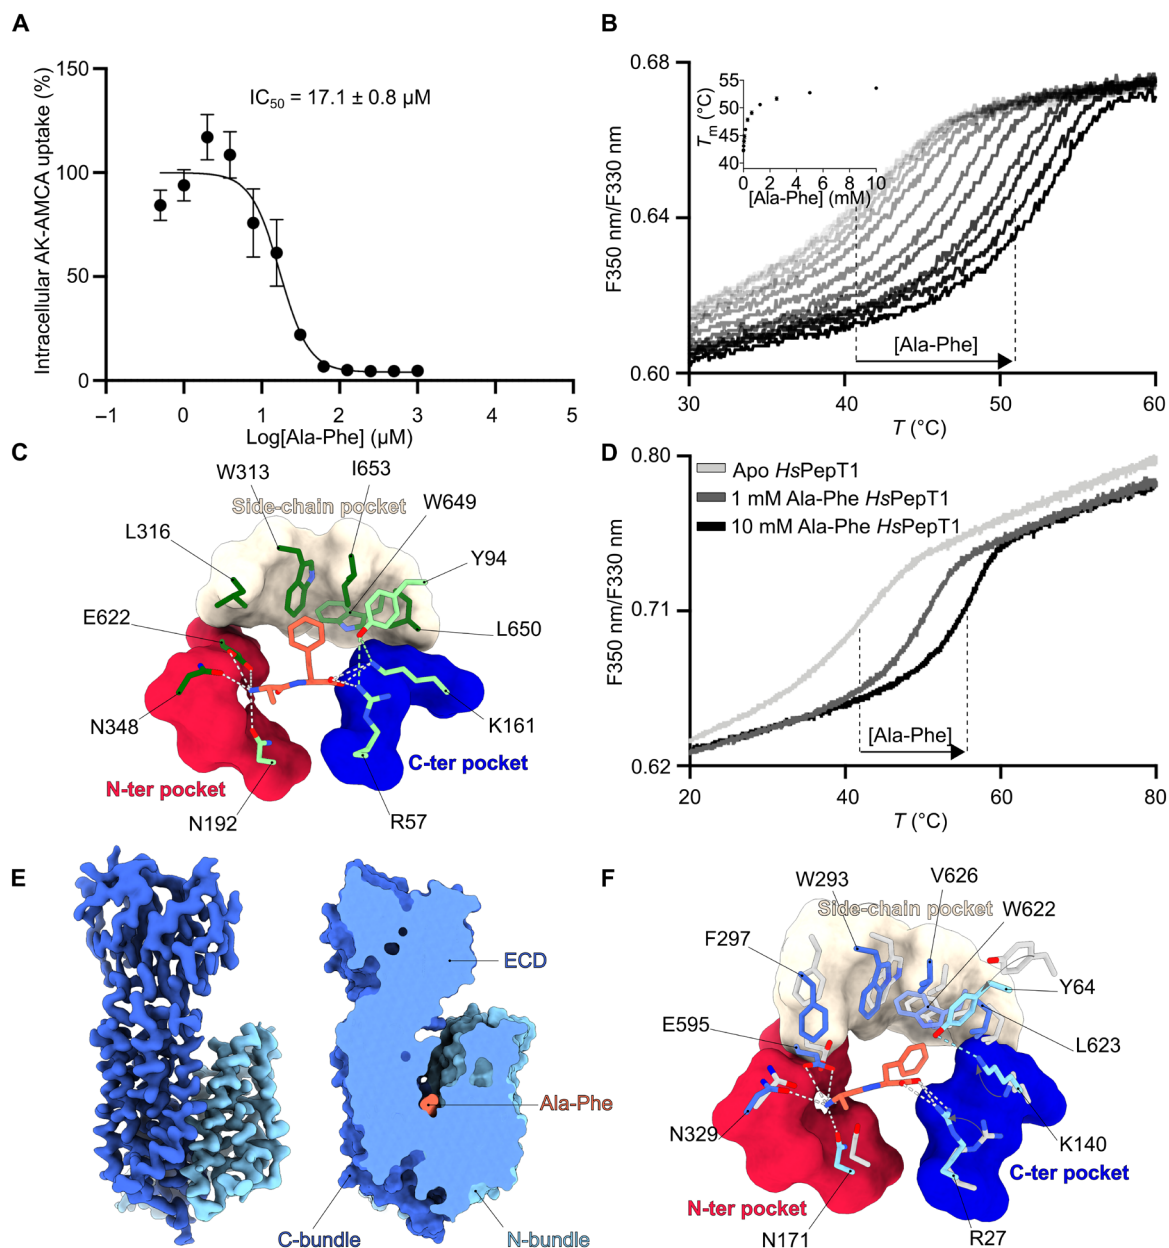 A
150
100
50
0
Intracellular AK-AMCA uptake (%)
IC50 = 17.1 ± 0.8 µM
–1
0
1
2
3
4
5
Log[Ala-Phe] (µM)
B
0.68
0.64
0.60
F350 nm/F330 nm
55
50
45
40
Tm (°C)
0
2
4
6
8
10
[Ala-Phe] (mM)
[Ala-Phe]
30
40
50
60
T (°C)
C
W313
I653
Side-chain pocket
W649
L316
Y94
E622
L650
N348
K161
C-ter pocket
N-ter pocket
N192
R57
D
0.80
0.71
0.62
F350 nm/F330 nm
Apo HsPepT1
1 mM Ala-Phe HsPepT1
10 mM Ala-Phe HsPepT1
[Ala-Phe]
20
40
60
80
T (°C)
E
ECD
Ala-Phe
C-bundle
N-bundle
F
W293
V626
Side-chain pocket
W622
F297
Y64
E595
L623
N329
K140
C-ter pocket
N-ter pocket
N171
R27